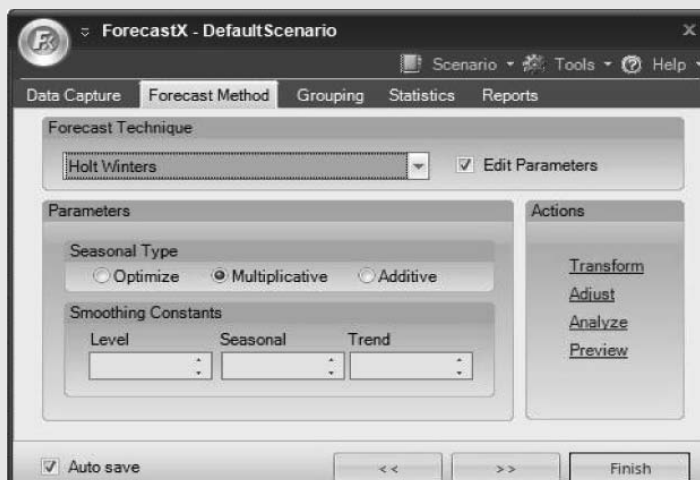 ForecastX - DefaultScenario
Scenario Tools Help
Data Capture Forecast Method Grouping Statistics Reports
Forecast Technique
Holt Winters Edit Parameters
Parameters
Seasonal Type
Optimize Multiplicative Additive
Smoothing Constants
Level Seasonal Trend
Actions
Transform
Adjust
Analyze
Preview
Auto save << >> Finish